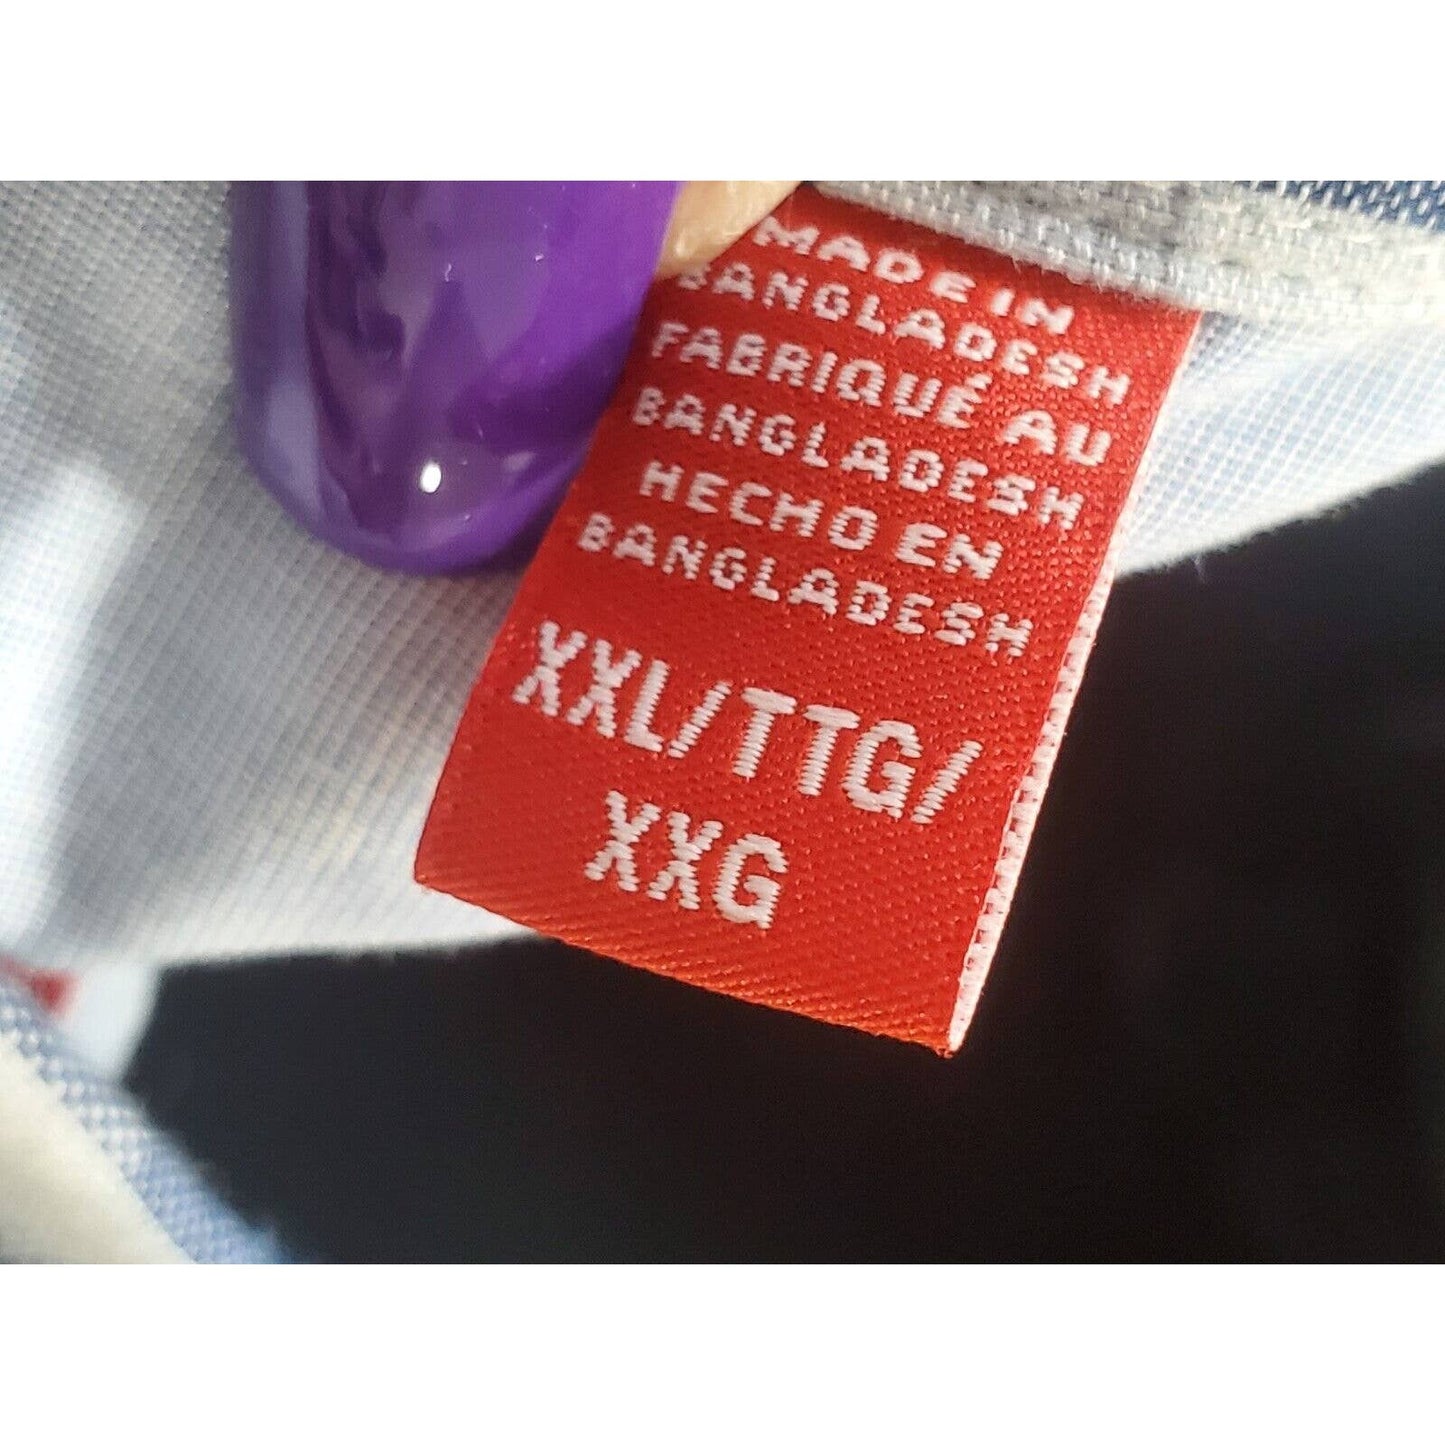 MADE IN
BANGLADESH
FABRIQUÉ AU
BANGLADESH
HECHO EN
BANGLADESH
XXL/TTG/
XXG